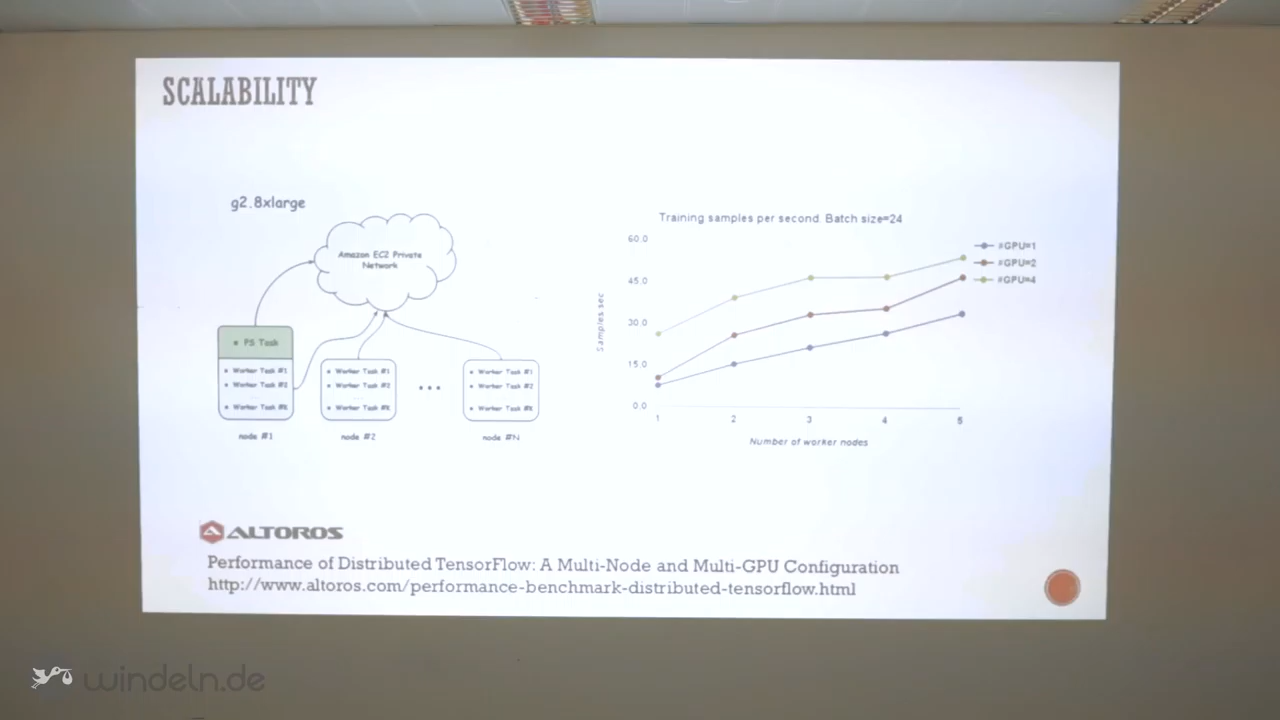 SCALABILITY
g2.8xlarge
Amazon EC2 Private
Network
PS Task
Worker Task #1
Worker Task #2
Worker Task #K
node #1
Worker Task #1
Worker Task #2
Worker Task #K
node #2
Worker Task #1
Worker Task #2
Worker Task #K
node #N
Training samples per second. Batch size=24
60.0
45.0
30.0
15.0
0.0
Samples sec
1 2 3 4 5
Number of worker nodes
#GPU=1
#GPU=2
#GPU=4
ALTOROS
Performance of Distributed TensorFlow: A Multi-Node and Multi-GPU Configuration
http://www.altoros.com/performance-benchmark-distributed-tensorflow.html
windeln.de